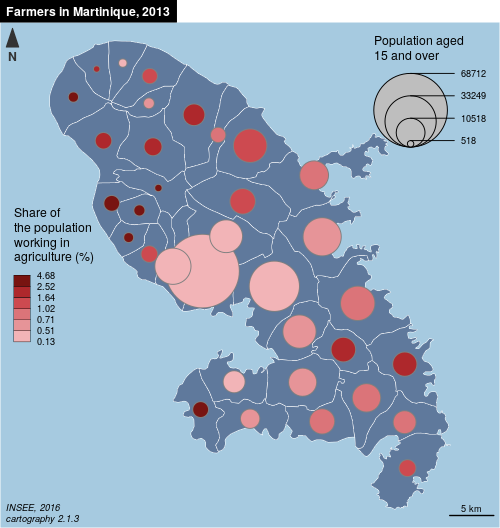 Farmers in Martinique, 2013
N
Population aged
15 and over
68712
33249
10518
518
Share of
the population
working in
agriculture (%)
4.68
2.52
1.64
1.02
0.71
0.51
0.13
INSEE, 2016
cartography 2.1.3
5 km